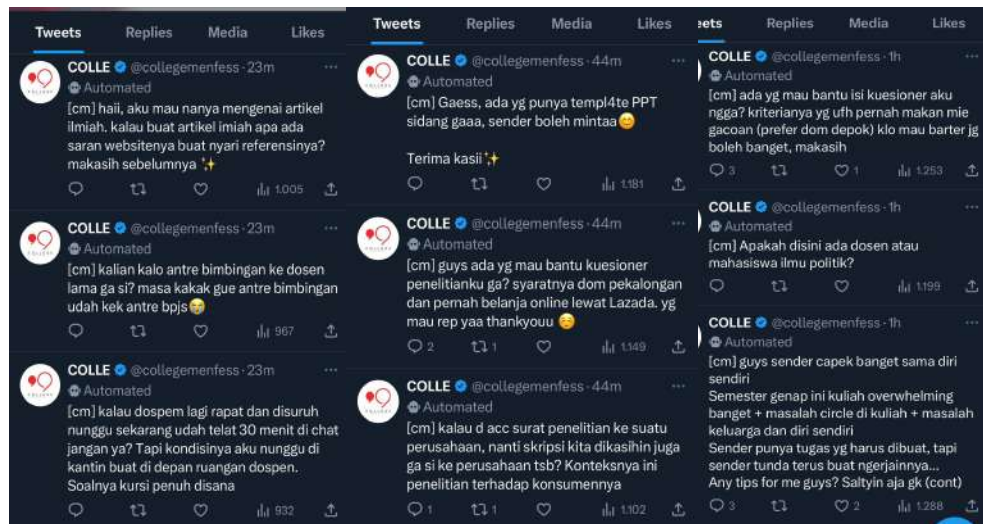 Tweets Replies Media Likes
COLLE @collegemenfess · 23m
Automated
[cm] haii, aku mau nanya mengenai artikel
ilmiah. kalau buat artikel imiah apa ada
saran websitenya buat nyari referensinya?
makasih sebelumnya ✨
1.005
COLLE @collegemenfess · 23m
Automated
[cm] kalian kalo antre bimbingan ke dosen
lama ga si? masa kakak gue antre bimbingan
udah kek antre bpjs😭
967
COLLE @collegemenfess · 23m
Automated
[cm] kalau dospem lagi rapat dan disuruh
nunggu sekarang udah telat 30 menit di chat
jangan ya? Tapi kondisinya aku nunggu di
kantin buat di depan ruangan dospen.
Soalnya kursi penuh disana
932
Tweets Replies Media Likes
COLLE @collegemenfess · 44m
Automated
[cm] Gaess, ada yg punya templ4te PPT
sidang gaaa, sender boleh mintaa😊
Terima kasii✨
1.181
COLLE @collegemenfess · 44m
Automated
[cm] guys ada yg mau bantu kuesioner
penelitianku ga? syaratnya dom pekalongan
dan pernah belanja online lewat Lazada. yg
mau rep yaa thankyouu ☺️
2 1 1.149
COLLE @collegemenfess · 44m
Automated
[cm] kalau d acc surat penelitian ke suatu
perusahaan, nanti skripsi kita dikasihin juga
ga si ke perusahaan tsb? Konteksnya ini
penelitian terhadap konsumennya
1 1 1.102
eets Replies Media Likes
COLLE @collegemenfess · 1h
Automated
[cm] ada yg mau bantu isi kuesioner aku
ngga? kriterianya yg ufh pernah makan mie
gacoan (prefer dom depok) klo mau barter jg
boleh banget, makasih
3 1 1.253
COLLE @collegemenfess · 1h
Automated
[cm] Apakah disini ada dosen atau
mahasiswa ilmu politik?
1.199
COLLE @collegemenfess · 1h
Automated
[cm] guys sender capek banget sama diri
sendiri
Semester genap ini kuliah overwhelming
banget + masalah circle di kuliah + masalah
keluarga dan diri sendiri
Sender punya tugas yg harus dibuat, tapi
sender tunda terus buat ngerjainnya...
Any tips for me guys? Saltyin aja gk (cont)
3 2 1.288